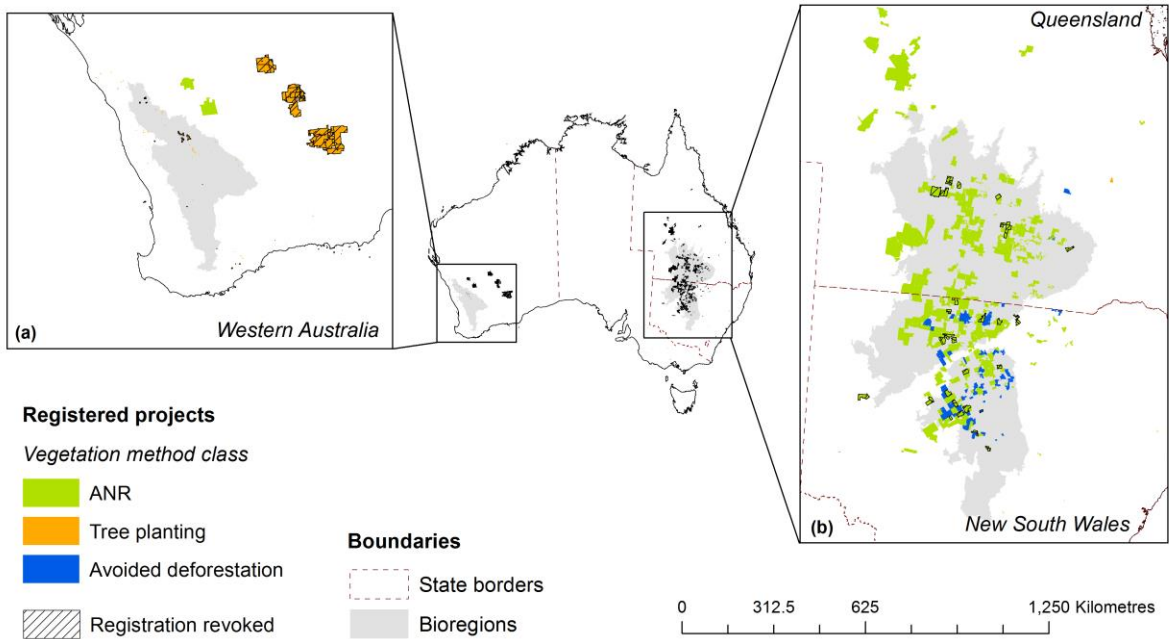 Queensland
(a)
Western Australia
(b)
New South Wales
Registered projects
Vegetation method class
ANR
Tree planting
Avoided deforestation
Registration revoked
Boundaries
State borders
Bioregions
0 312.5 625 1,250 Kilometres